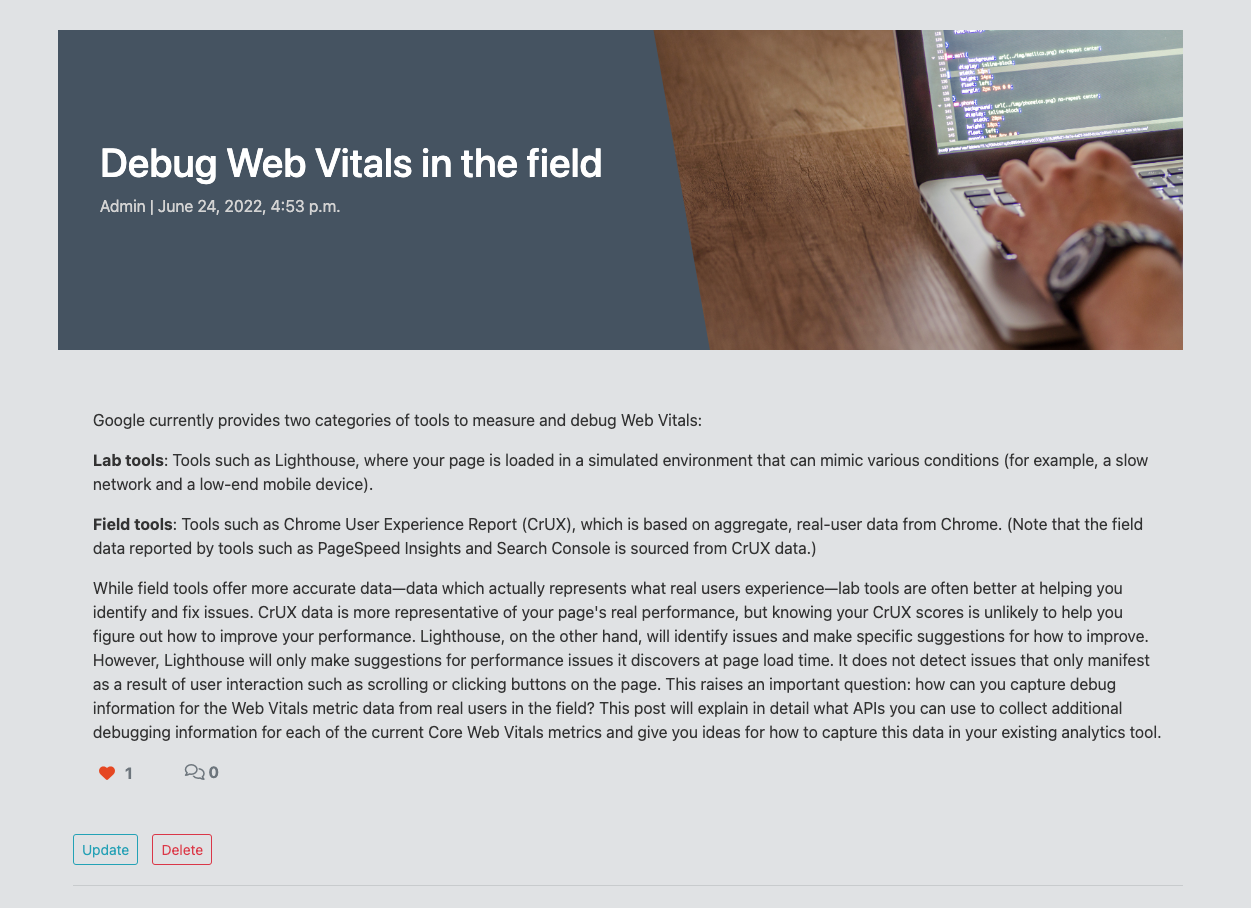 Debug Web Vitals in the field
Admin | June 24, 2022, 4:53 p.m.
Google currently provides two categories of tools to measure and debug Web Vitals:
Lab tools: Tools such as Lighthouse, where your page is loaded in a simulated environment that can mimic various conditions (for example, a slow
network and a low-end mobile device).
Field tools: Tools such as Chrome User Experience Report (CrUX), which is based on aggregate, real-user data from Chrome. (Note that the field
data reported by tools such as PageSpeed Insights and Search Console is sourced from CrUX data.)
While field tools offer more accurate data—data which actually represents what real users experience—lab tools are often better at helping you
identify and fix issues. CrUX data is more representative of your page's real performance, but knowing your CrUX scores is unlikely to help you
figure out how to improve your performance. Lighthouse, on the other hand, will identify issues and make specific suggestions for how to improve.
However, Lighthouse will only make suggestions for performance issues it discovers at page load time. It does not detect issues that only manifest
as a result of user interaction such as scrolling or clicking buttons on the page. This raises an important question: how can you capture debug
information for the Web Vitals metric data from real users in the field? This post will explain in detail what APIs you can use to collect additional
debugging information for each of the current Core Web Vitals metrics and give you ideas for how to capture this data in your existing analytics tool.
1 0
Update Delete